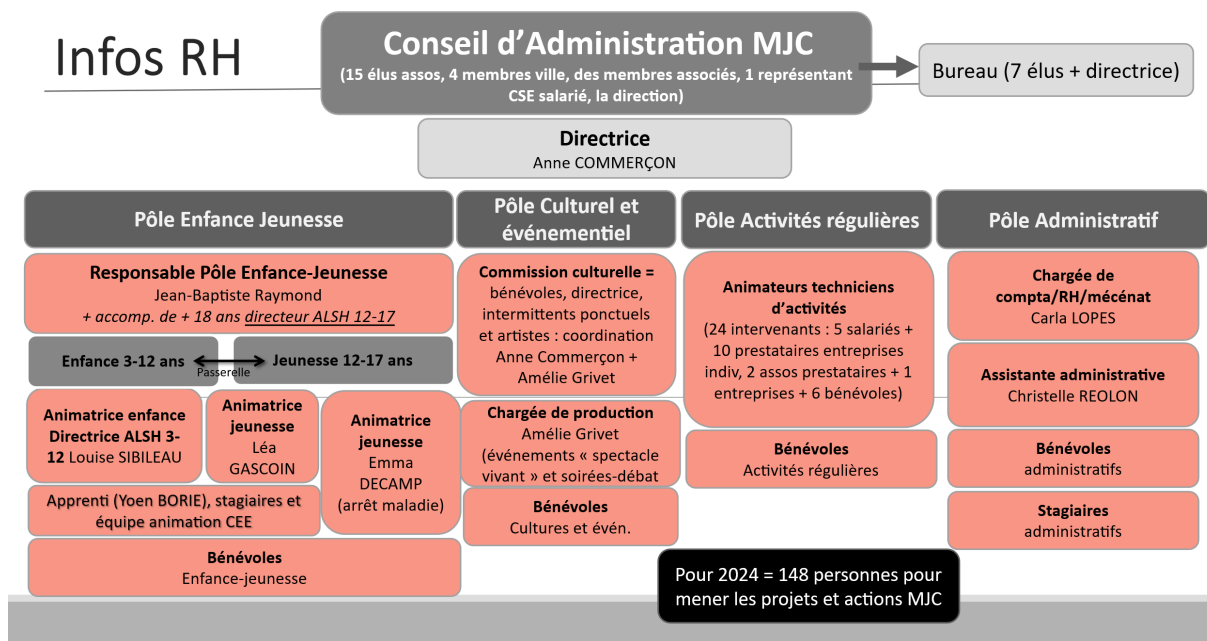 Infos RH
Conseil d’Administration MJC
(15 élus assos, 4 membres ville, des membres associés, 1 représentant
CSE salarié, la direction)
Bureau (7 élus + directrice)
Directrice
Anne COMMERÇON
Pôle Enfance Jeunesse
Responsable Pôle Enfance-Jeunesse
Jean-Baptiste Raymond
+ accomp. de + 18 ans directeur ALSH 12-17
Enfance 3-12 ans
Passerelle
Jeunesse 12-17 ans
Animatrice enfance
Directrice ALSH 3-
12 Louise SIBILEAU
Animatrice
jeunesse
Léa
GASCOIN
Animatrice
jeunesse
Emma
DECAMP
(arrêt maladie)
Apprenti (Yoen BORIE), stagiaires et
équipe animation CEE
Bénévoles
Enfance-jeunesse
Pôle Culturel et
événementiel
Commission culturelle =
bénévoles, directrice,
intermittents ponctuels
et artistes : coordination
Anne Commerçon +
Amélie Grivet
Chargée de production
Amélie Grivet
(événements « spectacle
vivant » et soirées-débat
Bénévoles
Cultures et évén.
Pôle Activités régulières
Animateurs techniciens
d’activités
(24 intervenants : 5 salariés +
10 prestataires entreprises
indiv, 2 assos prestataires + 1
entreprises + 6 bénévoles)
Bénévoles
Activités régulières
Pôle Administratif
Chargée de
compta/RH/mécénat
Carla LOPES
Assistante administrative
Christelle REOLON
Bénévoles
administratifs
Stagiaires
administratifs
Pour 2024 = 148 personnes pour
mener les projets et actions MJC